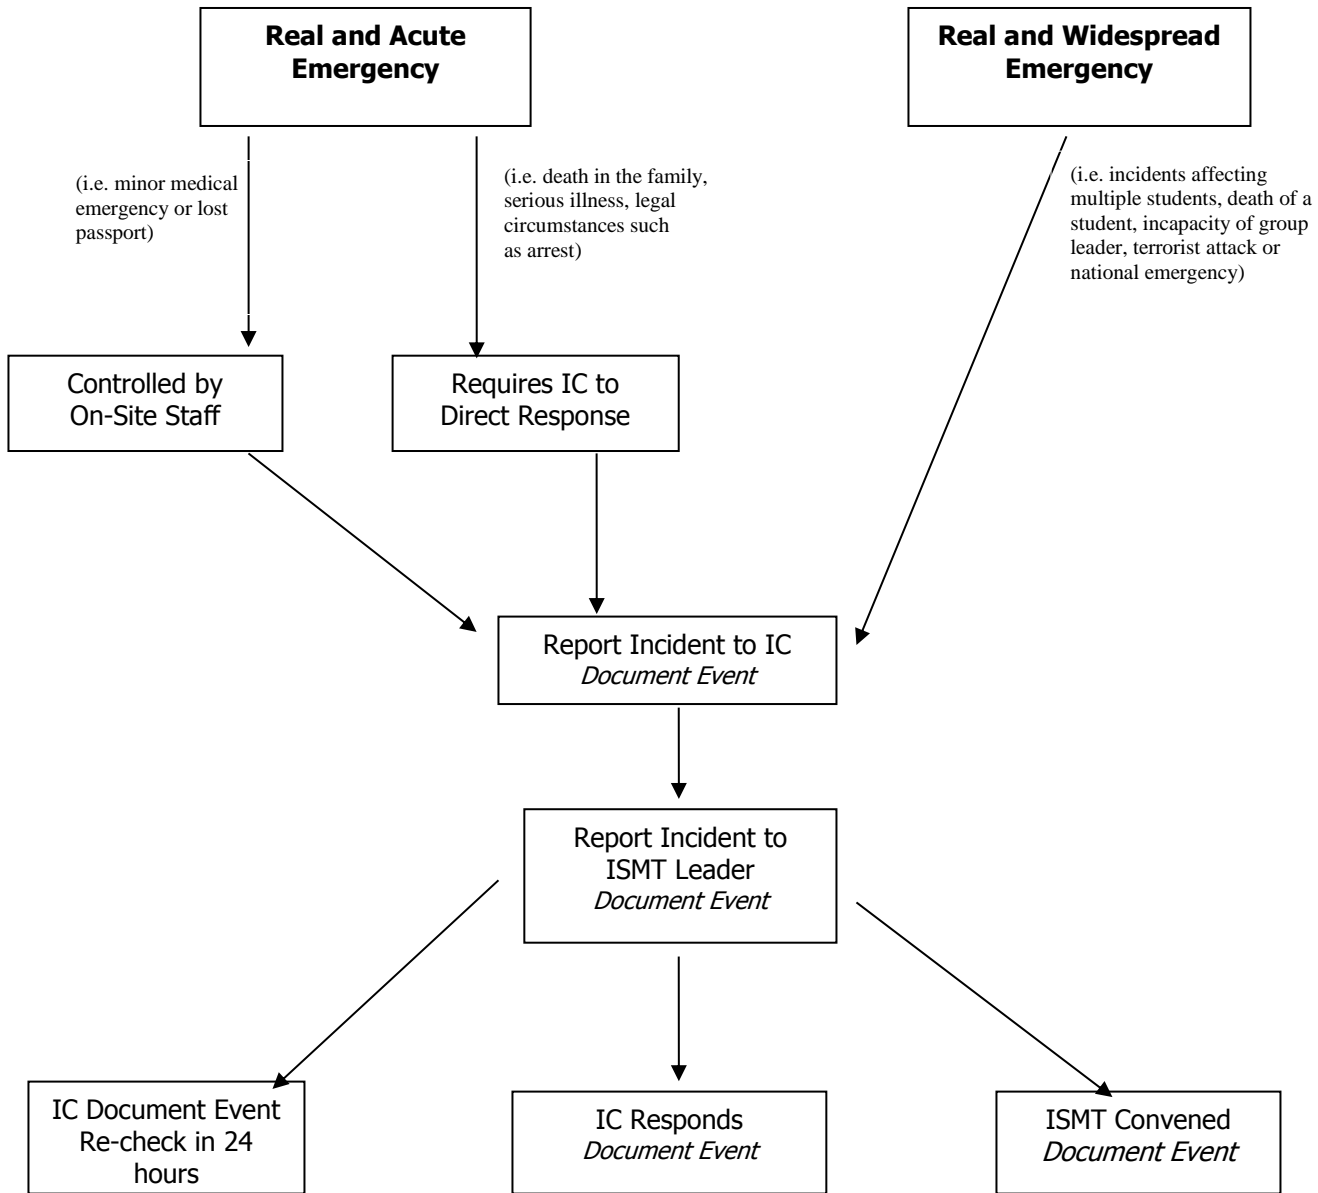 Real and Acute
Emergency
Real and Widespread
Emergency
(i.e. minor medical
emergency or lost
passport)
(i.e. death in the family,
serious illness, legal
circumstances such
as arrest)
(i.e. incidents affecting
multiple students, death of a
student, incapacity of group
leader, terrorist attack or
national emergency)
Controlled by
On-Site Staff
Requires IC to
Direct Response
Report Incident to IC
Document Event
Report Incident to
ISMT Leader
Document Event
IC Document Event
Re-check in 24
hours
IC Responds
Document Event
ISMT Convened
Document Event